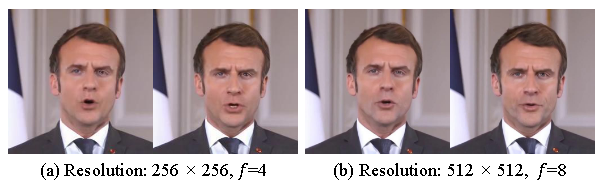 (a) Resolution: 256 × 256, f=4
(b) Resolution: 512 × 512, f=8